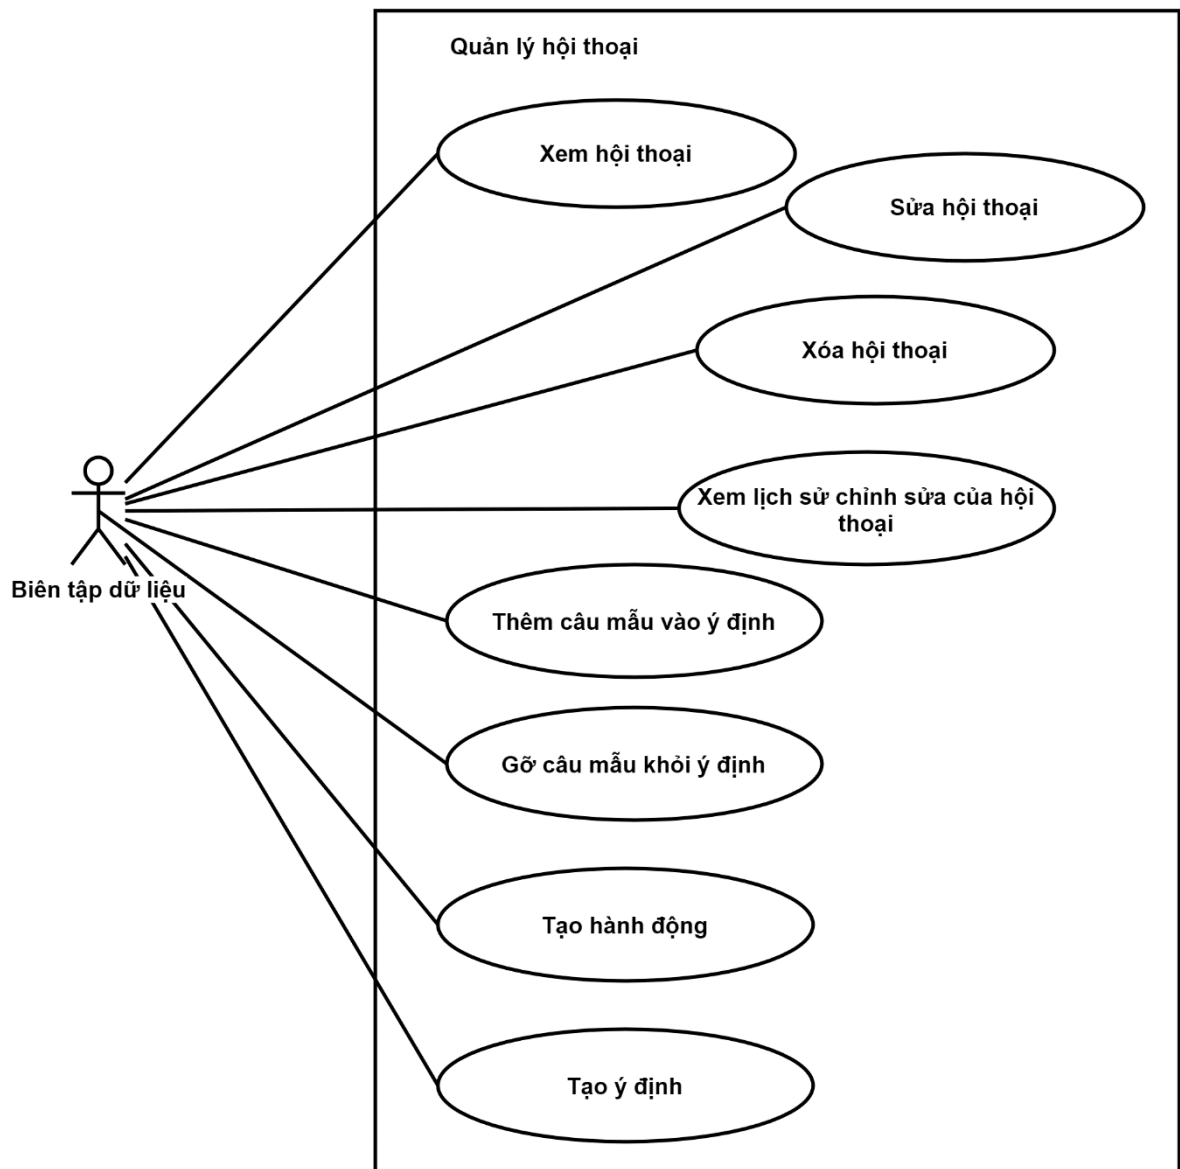 Quản lý hội thoại
Xem hội thoại
Sửa hội thoại
Xóa hội thoại
Xem lịch sử chỉnh sửa của hội
thoại
Biên tập dữ liệu
Thêm câu mẫu vào ý định
Gỡ câu mẫu khỏi ý định
Tạo hành động
Tạo ý định